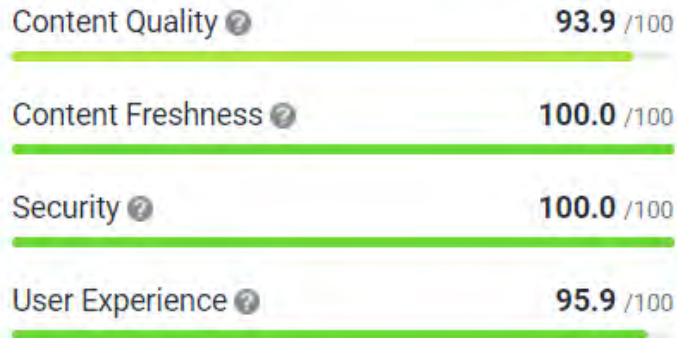 Content Quality ? 93.9 /100
Content Freshness ? 100.0 /100
Security ? 100.0 /100
User Experience ? 95.9 /100